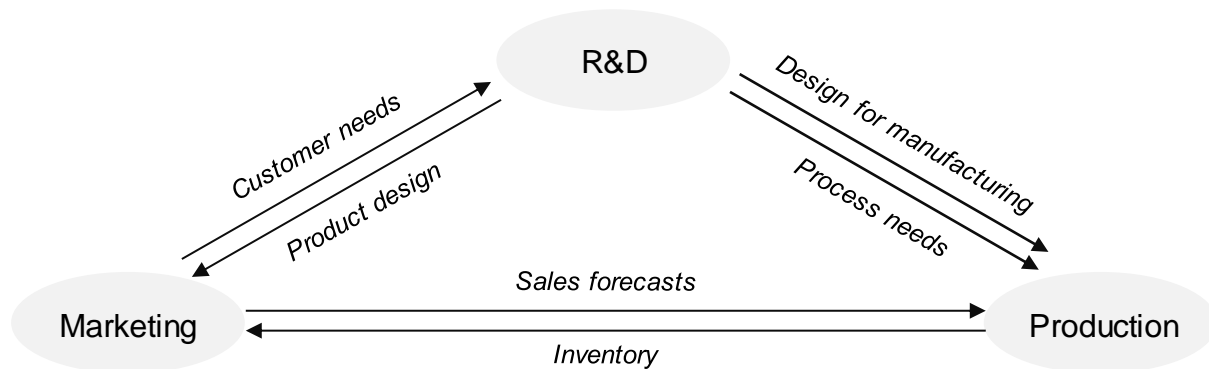 R&D
Customer needs
Product design
Design for manufacturing
Process needs
Sales forecasts
Marketing
Production
Inventory